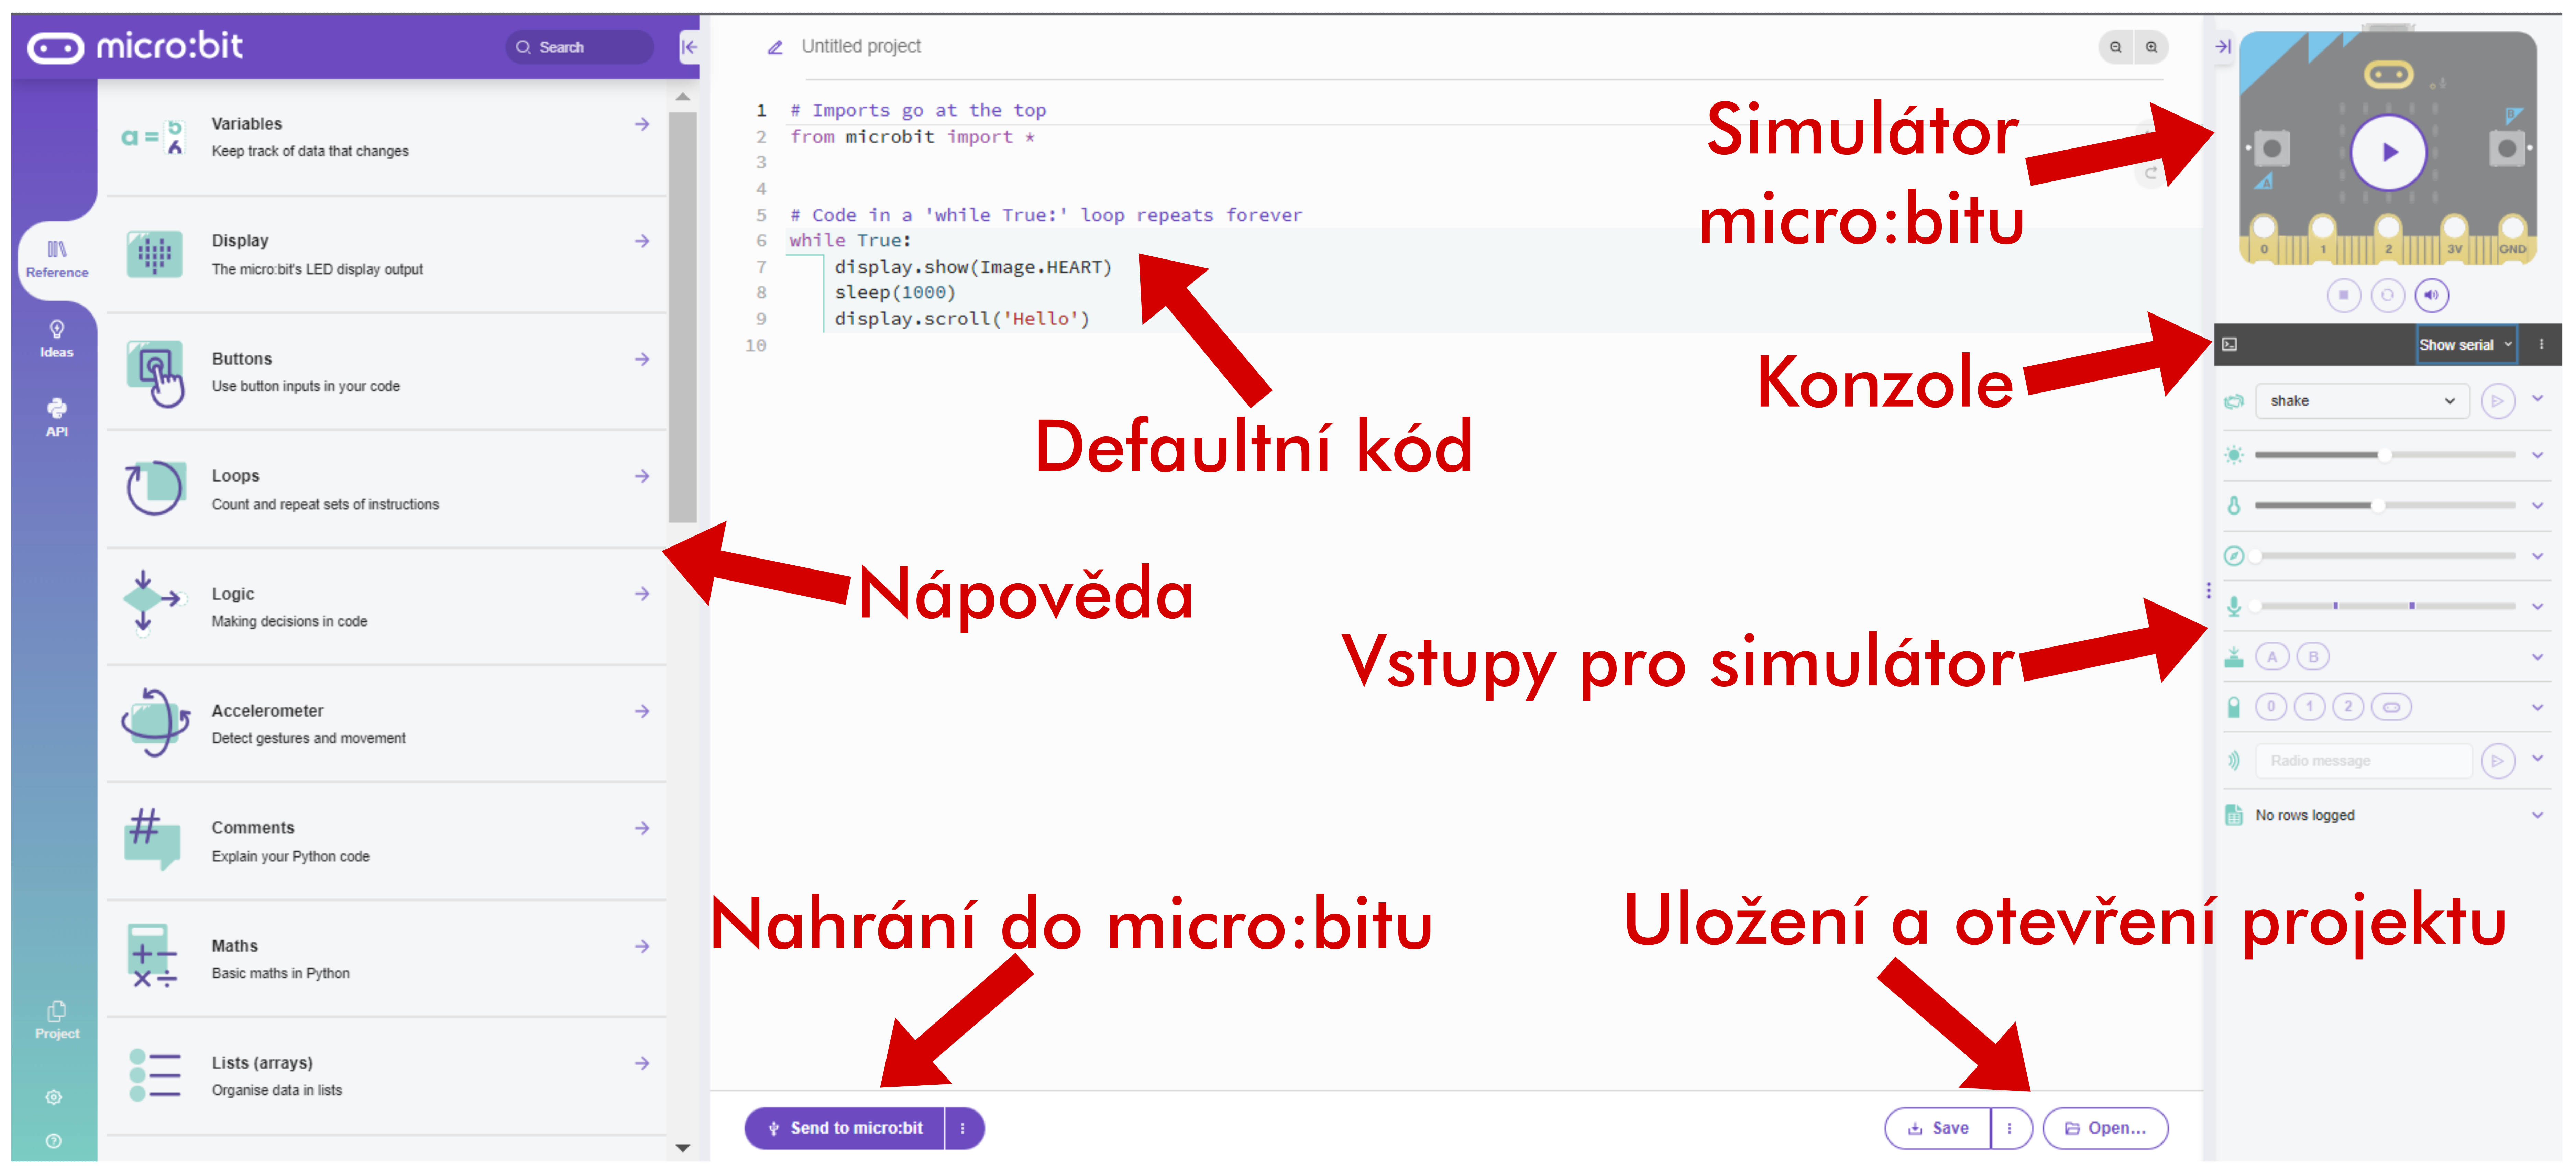 micro:bit
Search
Reference
Ideas
API
Project
Variables
Keep track of data that changes
Display
The micro:bit's LED display output
Buttons
Use button inputs in your code
Loops
Count and repeat sets of instructions
Logic
Making decisions in code
Accelerometer
Detect gestures and movement
Comments
Explain your Python code
Maths
Basic maths in Python
Lists (arrays)
Organise data in lists
Untitled project
1 # Imports go at the top
2 from microbit import *
3
4
5 # Code in a 'while True:' loop repeats forever
6 while True:
7 display.show(Image.HEART)
8 sleep(1000)
9 display.scroll('Hello')
10
Defaultní kód
Nápověda
Simulátor
micro:bitu
Konzole
Vstupy pro simulátor
Nahrání do micro:bitu
Uložení a otevření projektu
Send to micro:bit
Save
Open...
A
B
0 1 2 3V GND
Show serial
shake
A B
0 1 2
Radio message
No rows logged